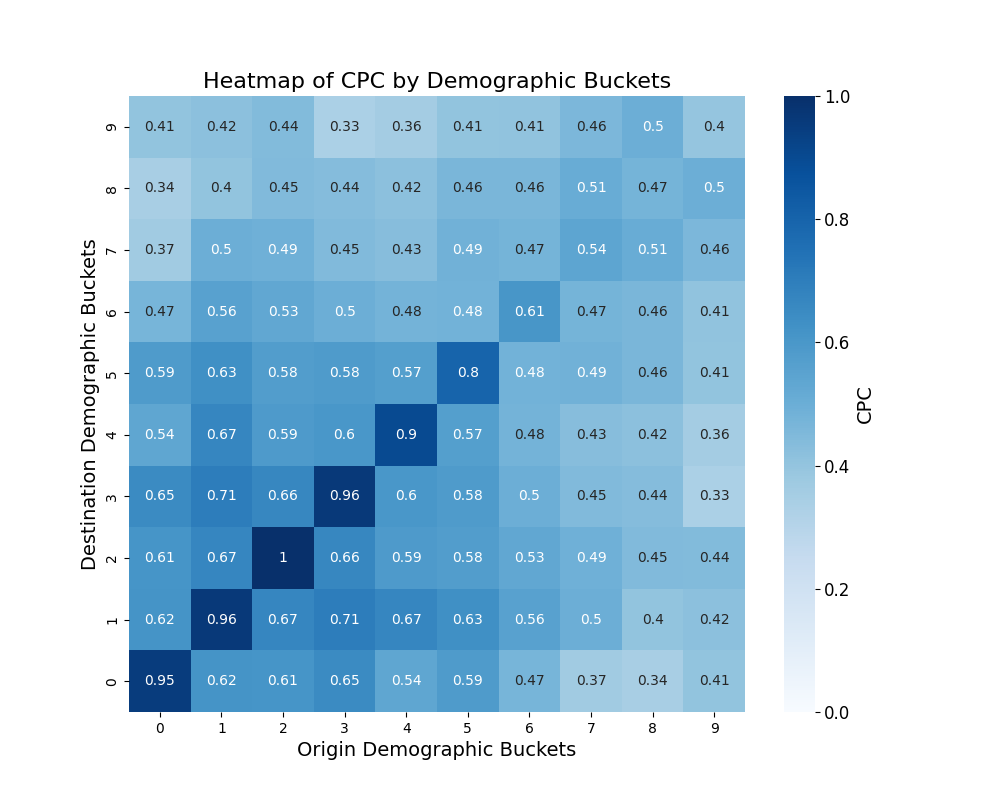 Heatmap of CPC by Demographic Buckets
9 0.41 0.42 0.44 0.33 0.36 0.41 0.41 0.46 0.5 0.4
8 0.34 0.4 0.45 0.44 0.42 0.46 0.46 0.51 0.47 0.5
7 0.37 0.5 0.49 0.45 0.43 0.49 0.47 0.54 0.51 0.46
6 0.47 0.56 0.53 0.5 0.48 0.48 0.61 0.47 0.46 0.41
5 0.59 0.63 0.58 0.58 0.57 0.8 0.48 0.49 0.46 0.41
4 0.54 0.67 0.59 0.6 0.9 0.57 0.48 0.43 0.42 0.36
3 0.65 0.71 0.66 0.96 0.6 0.58 0.5 0.45 0.44 0.33
2 0.61 0.67 1 0.66 0.59 0.58 0.53 0.49 0.45 0.44
1 0.62 0.96 0.67 0.71 0.67 0.63 0.56 0.5 0.4 0.42
0 0.95 0.62 0.61 0.65 0.54 0.59 0.47 0.37 0.34 0.41
0 1 2 3 4 5 6 7 8 9
Origin Demographic Buckets
Destination Demographic Buckets
1.0
0.8
0.6
0.4
0.2
0.0
CPC